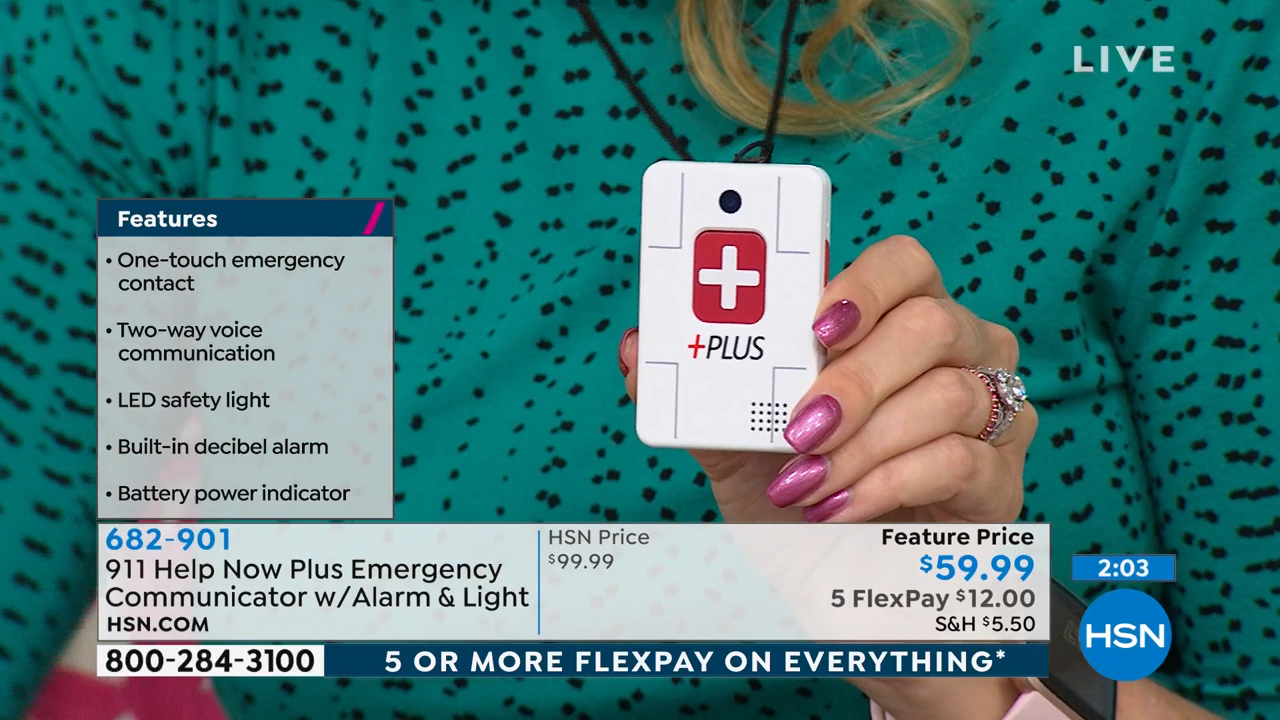 LIVE
Features
• One-touch emergency
contact
• Two-way voice
communication
• LED safety light
• Built-in decibel alarm
• Battery power indicator
+PLUS
682-901
911 Help Now Plus Emergency
Communicator w/Alarm & Light
HSN.COM
HSN Price
$99.99
Feature Price
$59.99
5 FlexPay $12.00
S&H $5.50
2:03
HSN
800-284-3100
5 OR MORE FLEXPAY ON EVERYTHING*